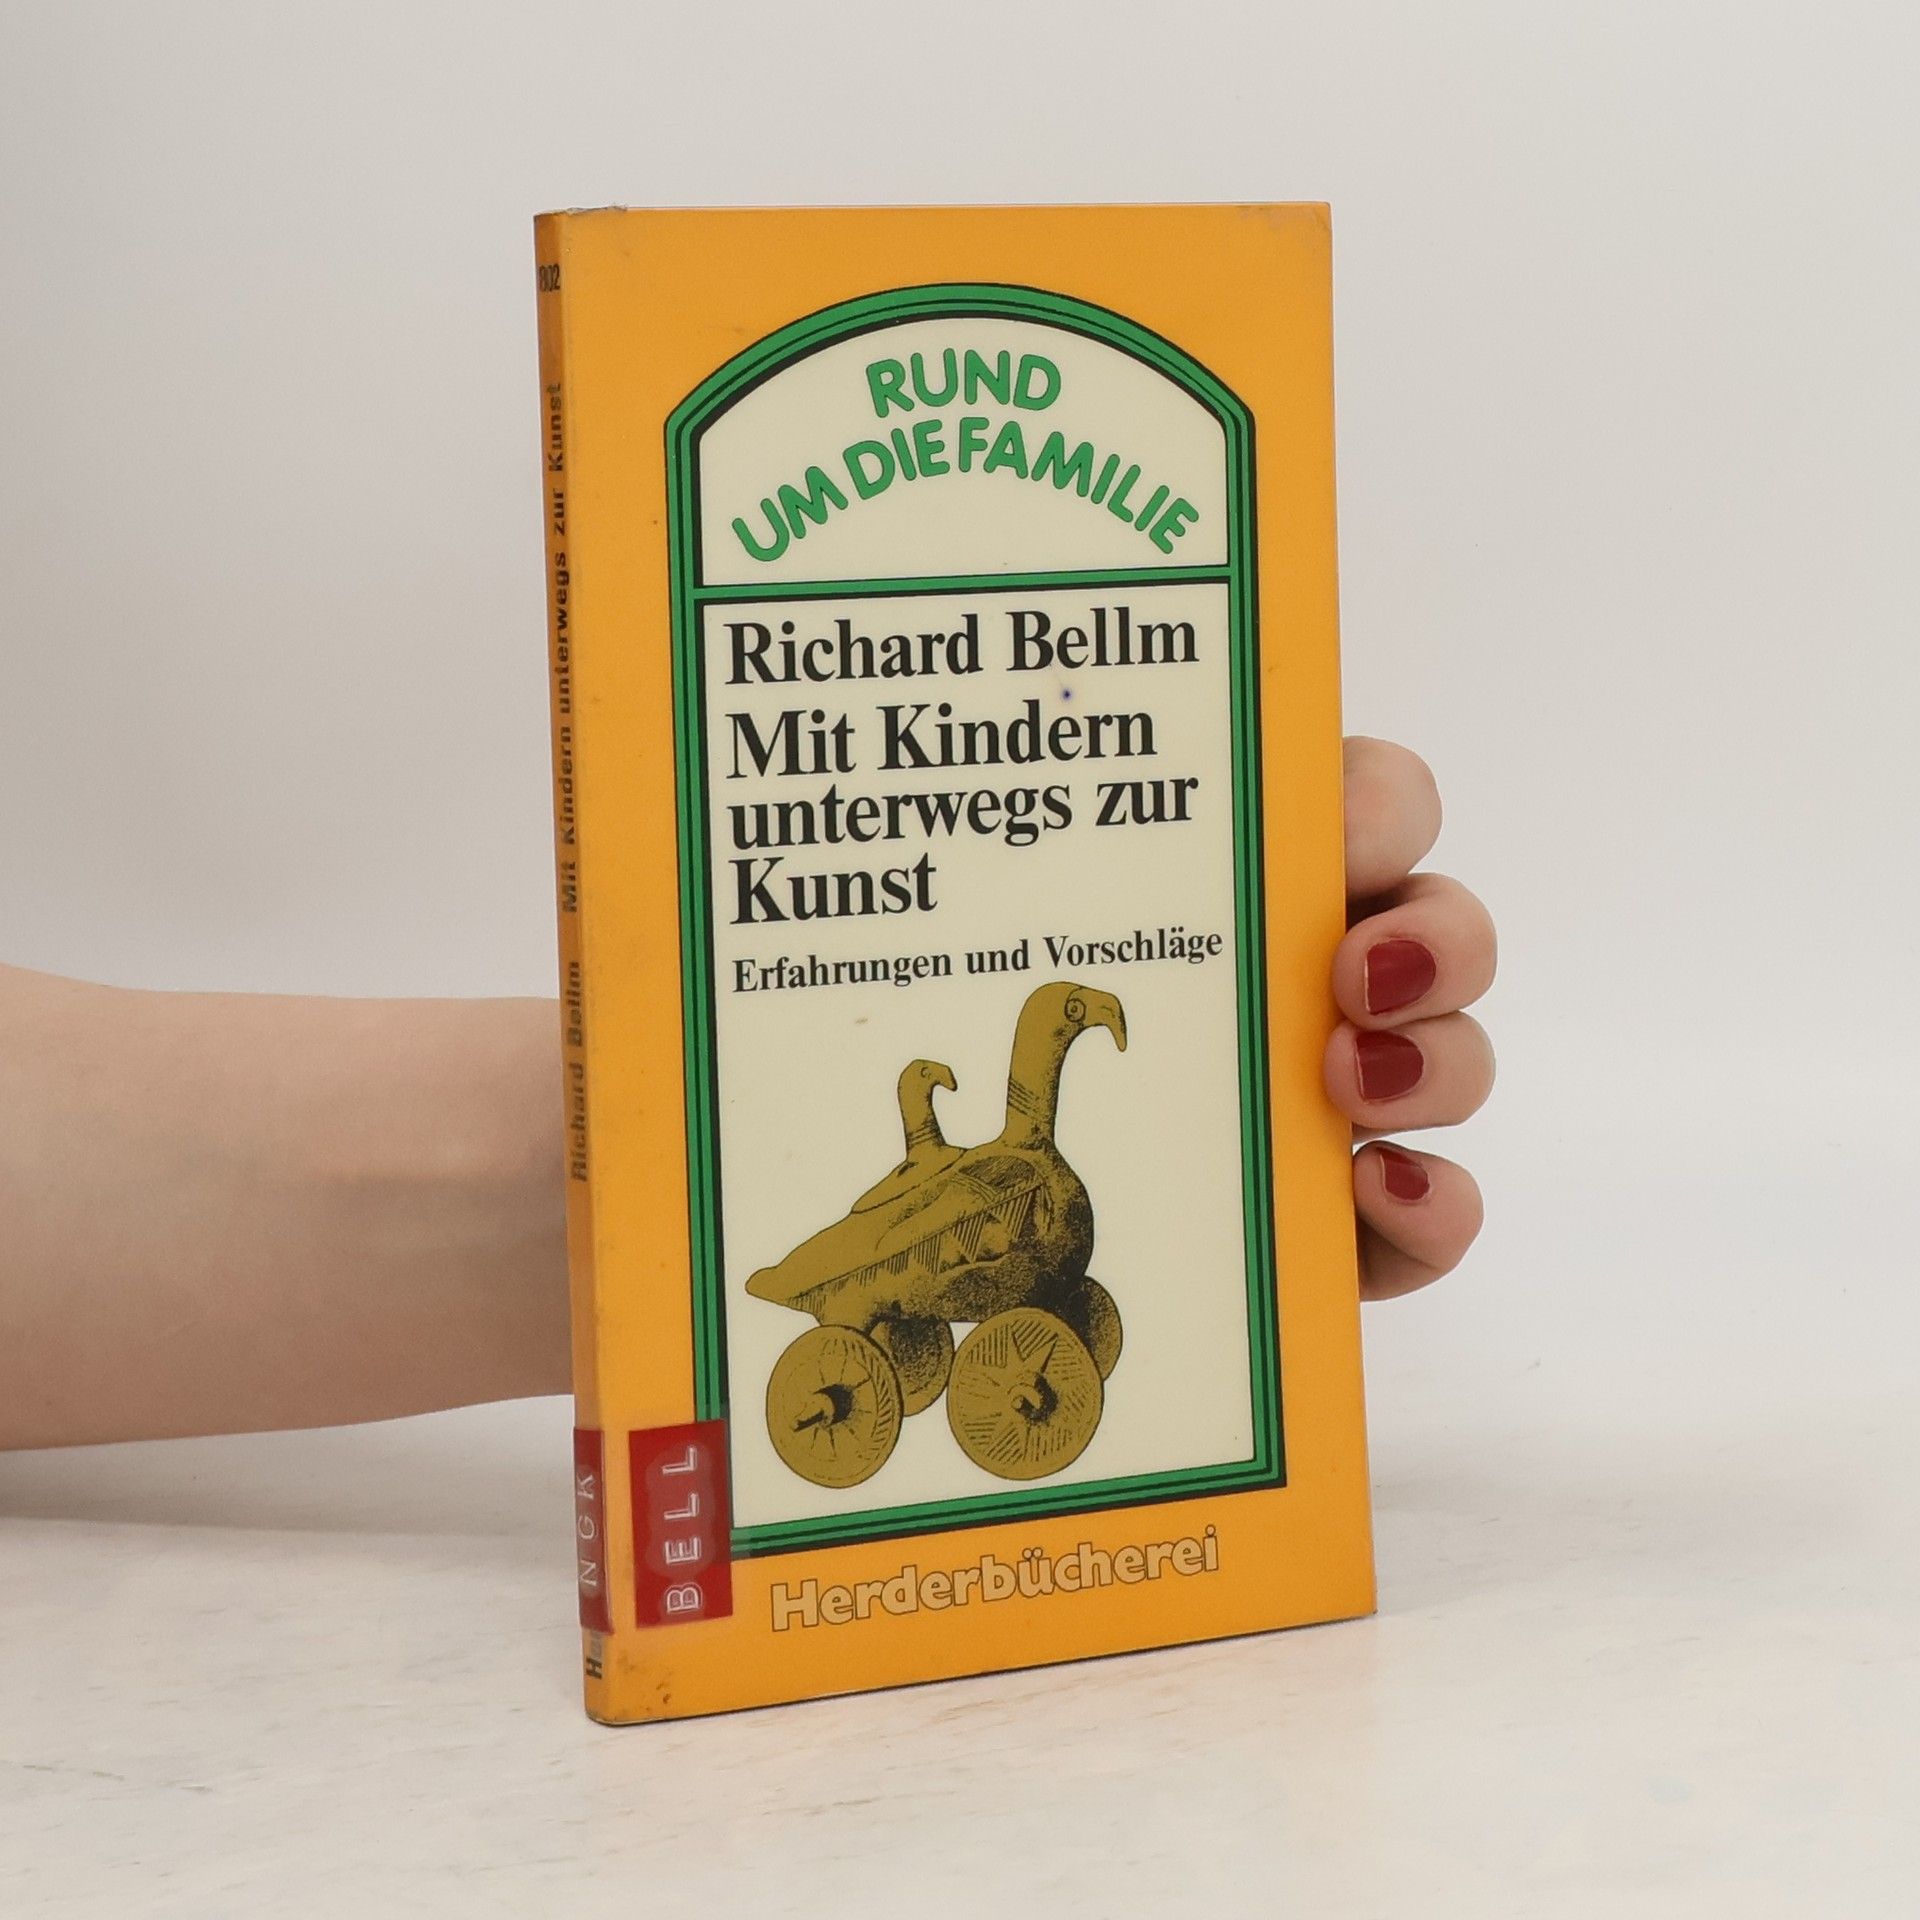 RUND
UM DIE FAMILIE
Richard Bellm
Mit Kindern
unterwegs zur
Kunst
Erfahrungen und Vorschläge
Herderbücherei
BELL
NGK
802
Richard Bellm Mit Kindern unterwegs zur Kunst